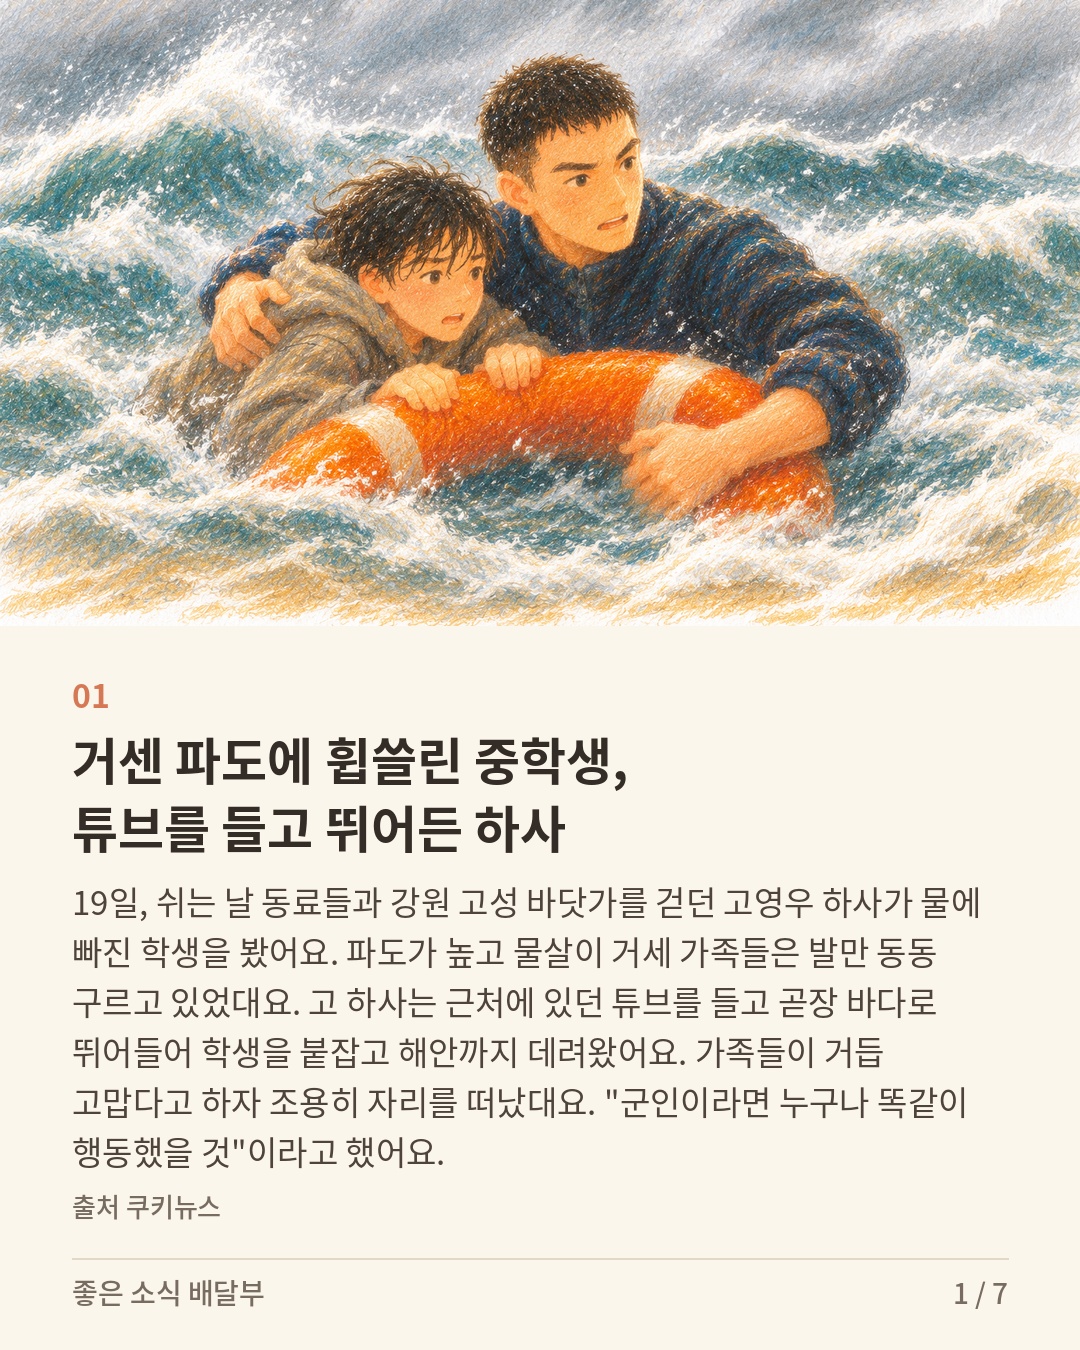 01
거센 파도에 휩쓸린 중학생,
튜브를 들고 뛰어든 하사
19일, 쉬는 날 동료들과 강원 고성 바닷가를 걷던 고영우 하사가 물에
빠진 학생을 봤어요. 파도가 높고 물살이 거세 가족들은 발만 동동
구르고 있었대요. 고 하사는 근처에 있던 튜브를 들고 곧장 바다로
뛰어들어 학생을 붙잡고 해안까지 데려왔어요. 가족들이 거듭
고맙다고 하자 조용히 자리를 떠났대요. "군인이라면 누구나 똑같이
행동했을 것"이라고 했어요.
출처 쿠키뉴스
좋은 소식 배달부
1 / 7